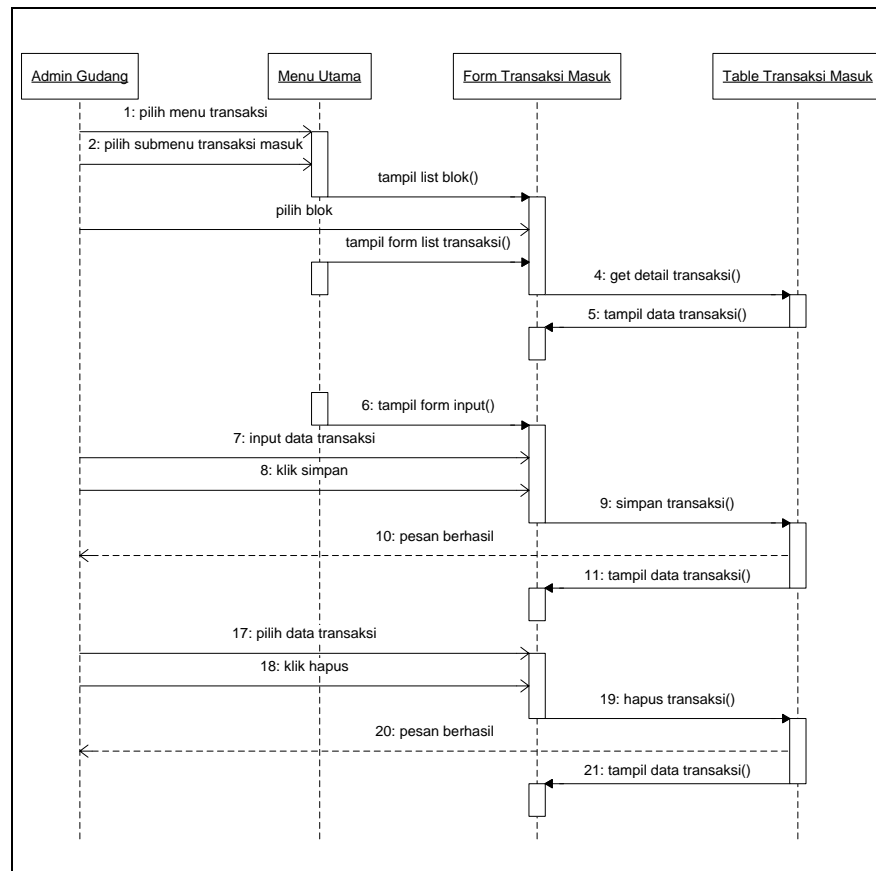 Admin Gudang
Menu Utama
Form Transaksi Masuk
Table Transaksi Masuk
1: pilih menu transaksi
2: pilih submenu transaksi masuk
tampil list blok()
pilih blok
tampil form list transaksi()
4: get detail transaksi()
5: tampil data transaksi()
6: tampil form input()
7: input data transaksi
8: klik simpan
9: simpan transaksi()
10: pesan berhasil
11: tampil data transaksi()
17: pilih data transaksi
18: klik hapus
19: hapus transaksi()
20: pesan berhasil
21: tampil data transaksi()